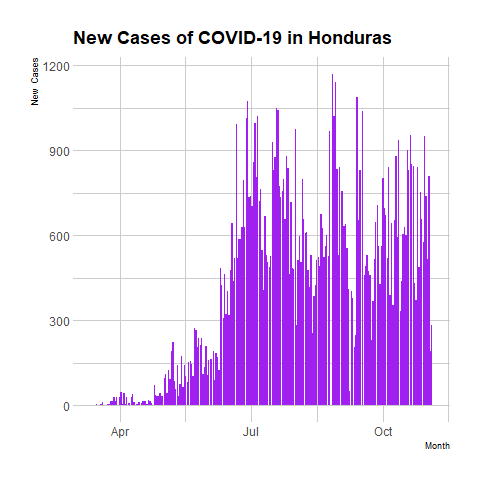 New Cases of COVID-19 in Honduras
New Cases
1200
900
600
300
0
Apr
Jul
Oct
Month